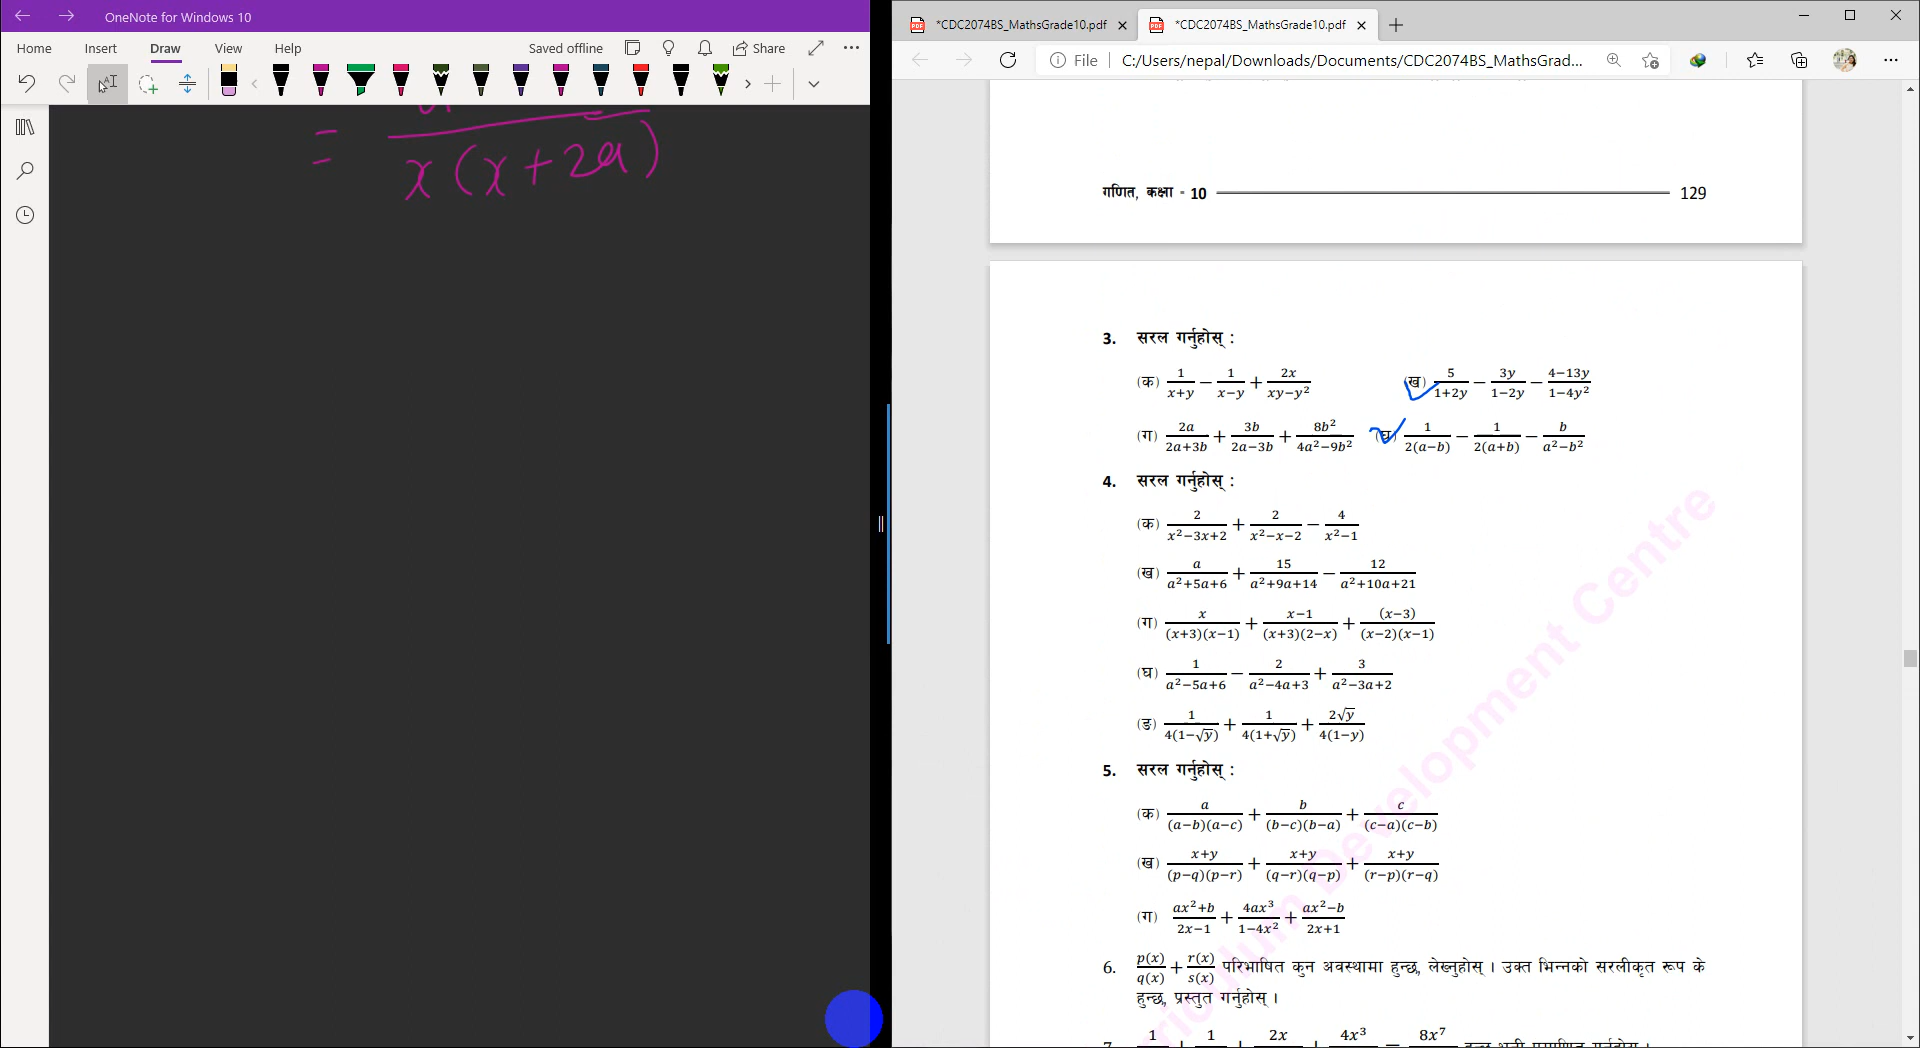 OneNote for Windows 10
Home Insert Draw View Help Saved offline Share
= x(x+2a)
*CDC2074BS_MathsGrade10.pdf *CDC2074BS_MathsGrade10.pdf
File C:/Users/nepal/Downloads/Documents/CDC2074BS_MathsGrad...
गणित, कक्षा - 10 129
3. सरल गर्नुहोस् :
(क) 1/(x+y) − 1/(x−y) + 2x/(xy−y²) (ख) 5/(1+2y) − 3y/(1−2y) − (4−13y)/(1−4y²)
(ग) 2a/(2a+3b) + 3b/(2a−3b) + 8b²/(4a²−9b²) (घ) 1/(2(a−b)) − 1/(2(a+b)) − b/(a²−b²)
4. सरल गर्नुहोस् :
(क) 2/(x²−3x+2) + 2/(x²−x−2) − 4/(x²−1)
(ख) a/(a²+5a+6) + 15/(a²+9a+14) − 12/(a²+10a+21)
(ग) x/((x+3)(x−1)) + (x−1)/((x+3)(2−x)) + (x−3)/((x−2)(x−1))
(घ) 1/(a²−5a+6) − 2/(a²−4a+3) + 3/(a²−3a+2)
(ङ) 1/(4(1−√y)) + 1/(4(1+√y)) + 2√y/(4(1−y))
5. सरल गर्नुहोस् :
(क) a/((a−b)(a−c)) + b/((b−c)(b−a)) + c/((c−a)(c−b))
(ख) (x+y)/((p−q)(p−r)) + (x+y)/((q−r)(q−p)) + (x+y)/((r−p)(r−q))
(ग) (ax²+b)/(2x−1) + 4ax³/(1−4x²) + (ax²−b)/(2x+1)
6. p(x)/q(x) + r(x)/s(x) परिभाषित कुन अवस्थामा हुन्छ, लेख्नुहोस् । उक्त भिन्नको सरलीकृत रूप के
हुन्छ, प्रस्तुत गर्नुहोस् ।
7. 1 + 1 + 2x + 4x³ = 8x⁷
Development Centre